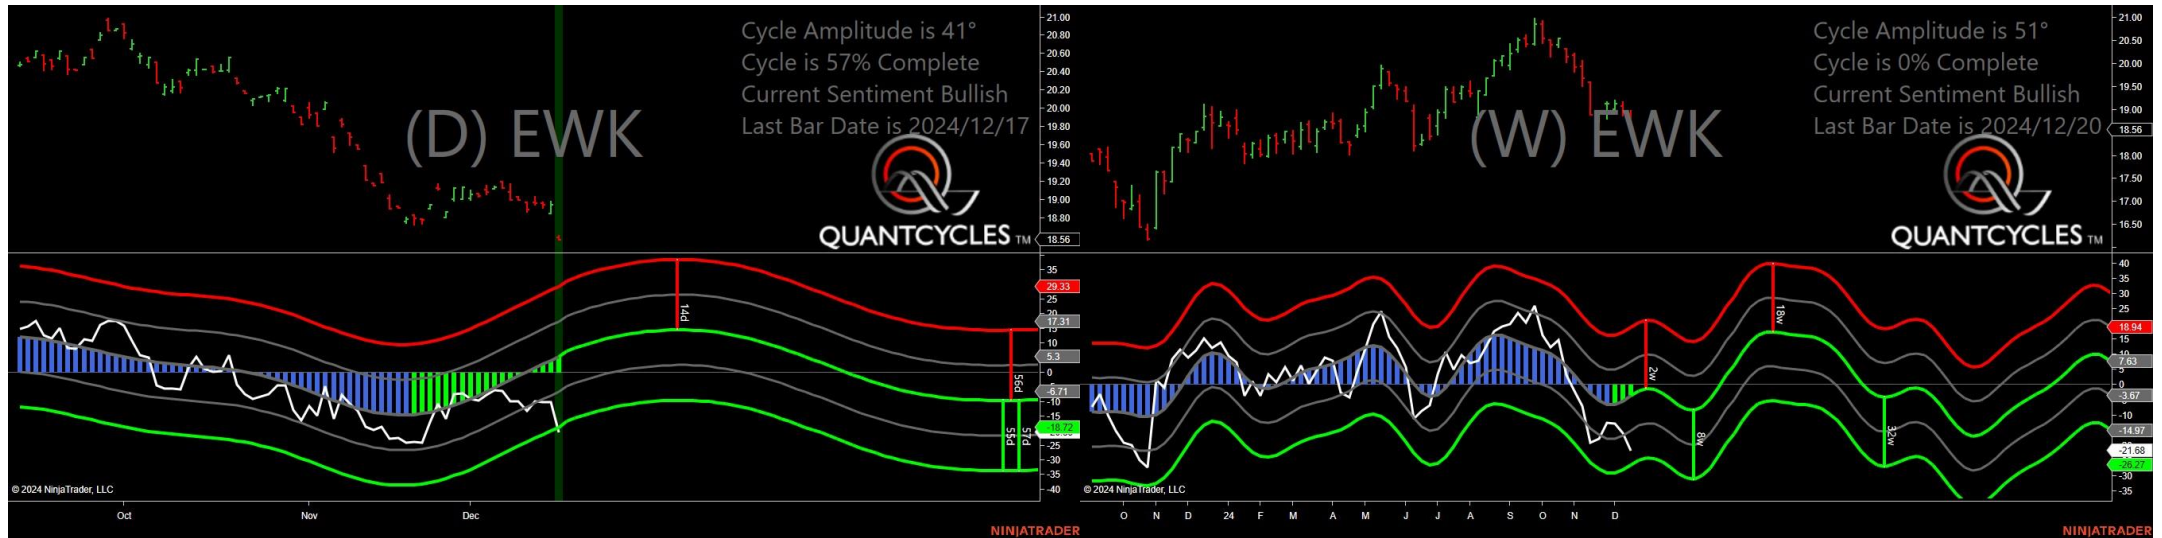 Cycle Amplitude is 41°
Cycle is 57% Complete
Current Sentiment Bullish
Last Bar Date is 2024/12/17
(D) EWK
QUANTCYCLES TM
21.00
20.80
20.60
20.40
20.20
20.00
19.80
19.60
19.40
19.20
19.00
18.80
18.56
35
29.33
25
17.31
15
10
5.3
0
-6.71
-10
-15
-18.72
-25
-30
-35
-40
14d
56d
55d
57d
© 2024 NinjaTrader, LLC
Oct
Nov
Dec
NINJATRADER
Cycle Amplitude is 51°
Cycle is 0% Complete
Current Sentiment Bullish
Last Bar Date is 2024/12/20
(W) EWK
QUANTCYCLES TM
21.00
20.50
20.00
19.50
19.00
18.56
18.00
17.50
17.00
16.50
40
35
30
25
18.94
15
10
7.63
5
0
-3.67
-10
-14.97
-21.68
-26.27
-30
-35
2w
8w
18w
32w
© 2024 NinjaTrader, LLC
O N D 24 F M A M J J A S O N D
NINJATRADER